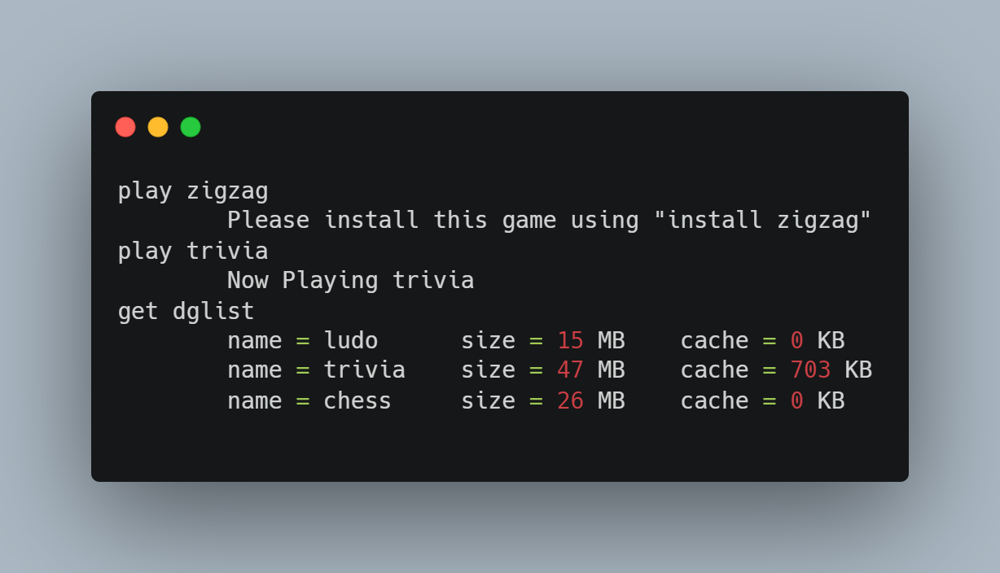 play zigzag
        Please install this game using "install zigzag"
play trivia
        Now Playing trivia
get dglist
        name = ludo      size = 15 MB    cache = 0 KB
        name = trivia    size = 47 MB    cache = 703 KB
        name = chess     size = 26 MB    cache = 0 KB